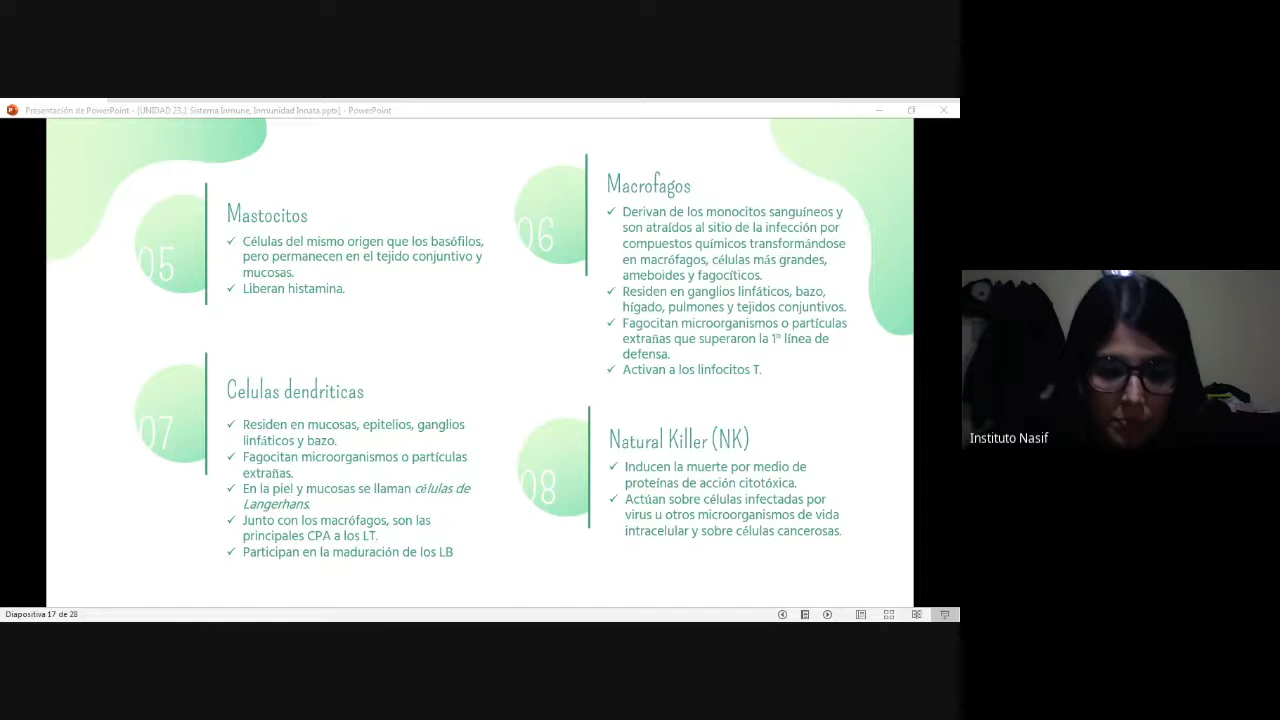 Presentación de PowerPoint - [UNIDAD 23.1 Sistema Inmune, Inmunidad Innata.pptx] - PowerPoint
05
Mastocitos
✓ Células del mismo origen que los basófilos,
pero permanecen en el tejido conjuntivo y
mucosas.
✓ Liberan histamina.
06
Macrofagos
✓ Derivan de los monocitos sanguíneos y
son atraídos al sitio de la infección por
compuestos químicos transformándose
en macrófagos, células más grandes,
ameboides y fagocíticos.
✓ Residen en ganglios linfáticos, bazo,
hígado, pulmones y tejidos conjuntivos.
✓ Fagocitan microorganismos o partículas
extrañas que superaron la 1° línea de
defensa.
✓ Activan a los linfocitos T.
07
Celulas dendriticas
✓ Residen en mucosas, epitelios, ganglios
linfáticos y bazo.
✓ Fagocitan microorganismos o partículas
extrañas.
✓ En la piel y mucosas se llaman células de
Langerhans.
✓ Junto con los macrófagos, son las
principales CPA a los LT.
✓ Participan en la maduración de los LB
08
Natural Killer (NK)
✓ Inducen la muerte por medio de
proteínas de acción citotóxica.
✓ Actúan sobre células infectadas por
virus u otros microorganismos de vida
intracelular y sobre células cancerosas.
Instituto Nasif
Diapositiva 17 de 28